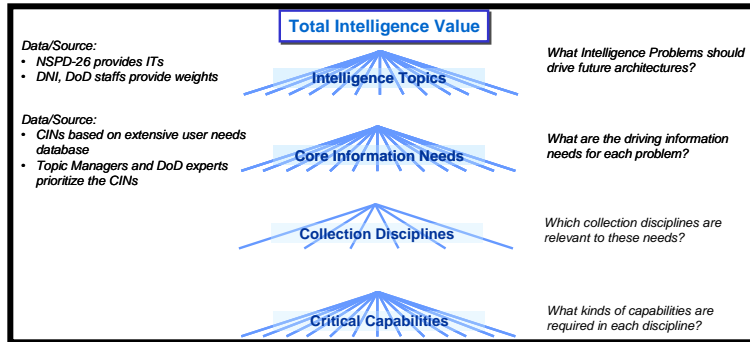 Total Intelligence Value
Data/Source:
• NSPD-26 provides ITs
• DNI, DoD staffs provide weights
Intelligence Topics
What Intelligence Problems should
drive future architectures?
Data/Source:
• CINs based on extensive user needs
database
• Topic Managers and DoD experts
prioritize the CINs
Core Information Needs
What are the driving information
needs for each problem?
Collection Disciplines
Which collection disciplines are
relevant to these needs?
Critical Capabilities
What kinds of capabilities are
required in each discipline?